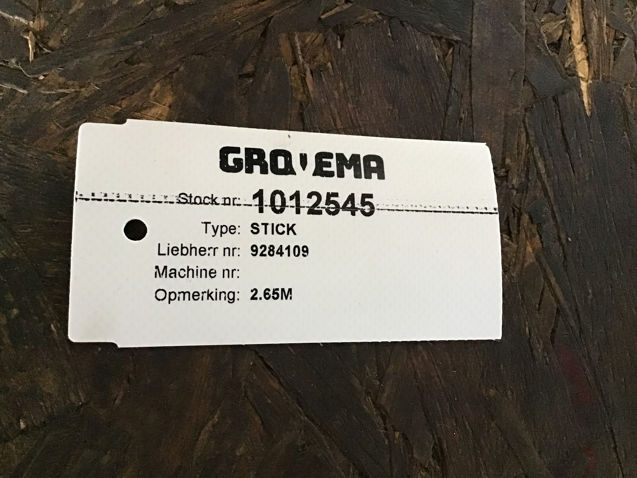 GROVEMA
Stock nr: 1012545
Type: STICK
Liebherr nr: 9284109
Machine nr:
Opmerking: 2.65M